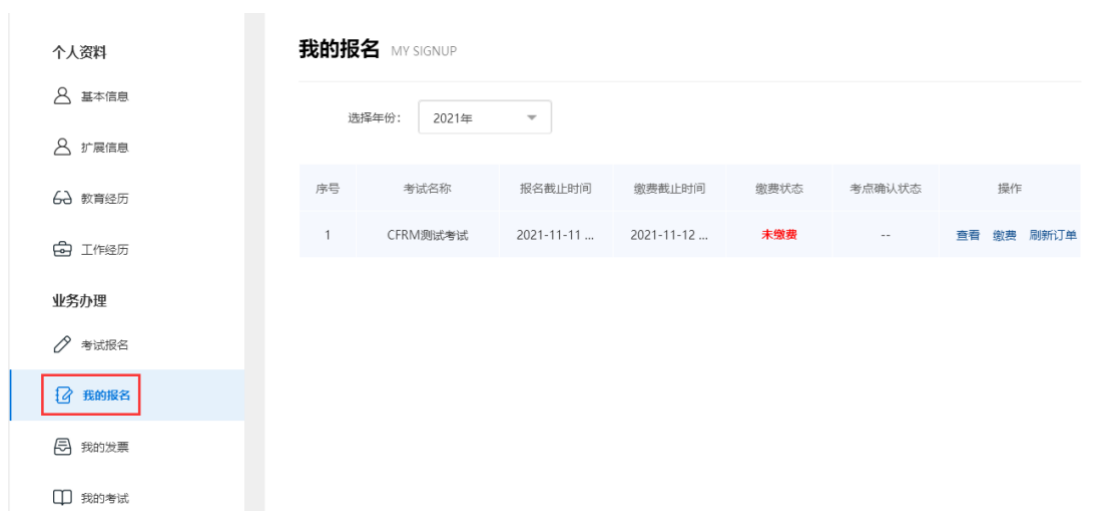 个人资料
基本信息
扩展信息
教育经历
工作经历
业务办理
考试报名
我的报名
我的发票
我的考试
我的报名 MY SIGNUP
选择年份： 2021年
序号 考试名称 报名截止时间 缴费截止时间 缴费状态 考点确认状态 操作
1 CFRM测试考试 2021-11-11 ... 2021-11-12 ... 未缴费 -- 查看 缴费 刷新订单